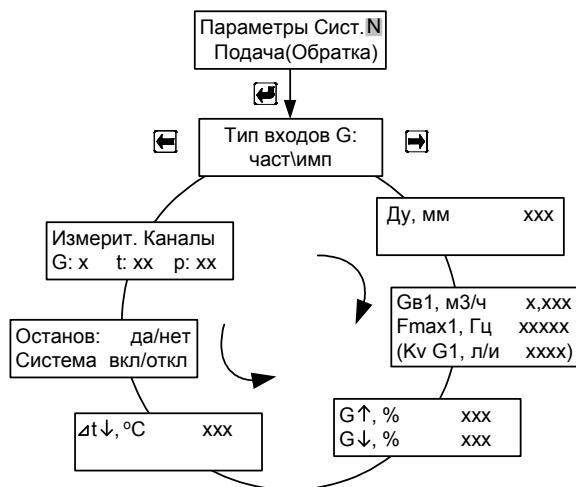 Параметры Сист.N
Подача(Обратка)
Тип входов G:
част\имп
Ду, мм xxx
Измерит. Каналы
G: x t: xx p: xx
Gв1, м3/ч x,xxx
Fmax1, Гц xxxxx
(Kv G1, л/и xxxx)
Останов: да/нет
Система вкл/откл
G↑, % xxx
G↓, % xxx
⊿t↓, ºC xxx